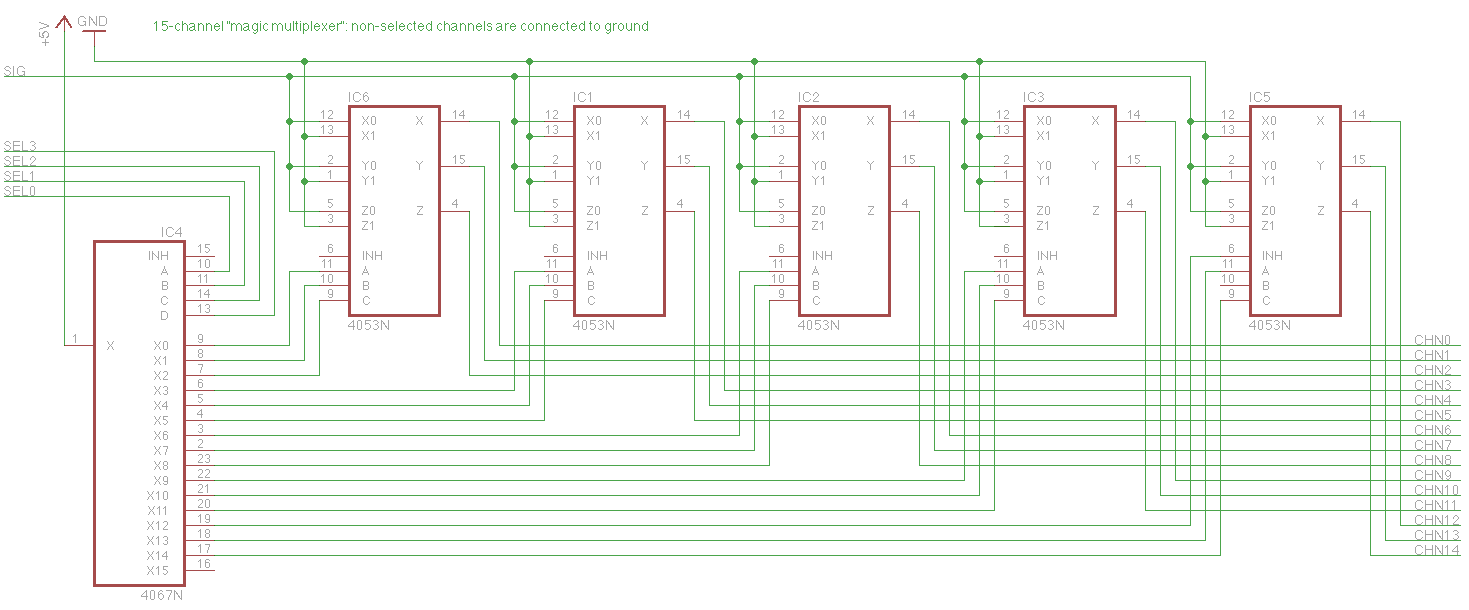 +5V
GND
15-channel "magic multiplexer": non-selected channels are connected to ground
SIG
SEL3
SEL2
SEL1
SEL0
IC4
INH 15
A 10
B 11
C 14
D 13
1 X
X0 9
X1 8
X2 7
X3 6
X4 5
X5 4
X6 3
X7 2
X8 23
X9 22
X10 21
X11 20
X12 19
X13 18
X14 17
X15 16
4067N
IC6
12 X0 X 14
13 X1
2 Y0 Y 15
1 Y1
5 Z0 Z 4
3 Z1
6 INH
11 A
10 B
9 C
4053N
IC1
12 X0 X 14
13 X1
2 Y0 Y 15
1 Y1
5 Z0 Z 4
3 Z1
6 INH
11 A
10 B
9 C
4053N
IC2
12 X0 X 14
13 X1
2 Y0 Y 15
1 Y1
5 Z0 Z 4
3 Z1
6 INH
11 A
10 B
9 C
4053N
IC3
12 X0 X 14
13 X1
2 Y0 Y 15
1 Y1
5 Z0 Z 4
3 Z1
6 INH
11 A
10 B
9 C
4053N
IC5
12 X0 X 14
13 X1
2 Y0 Y 15
1 Y1
5 Z0 Z 4
3 Z1
6 INH
11 A
10 B
9 C
4053N
CHN0
CHN1
CHN2
CHN3
CHN4
CHN5
CHN6
CHN7
CHN8
CHN9
CHN10
CHN11
CHN12
CHN13
CHN14